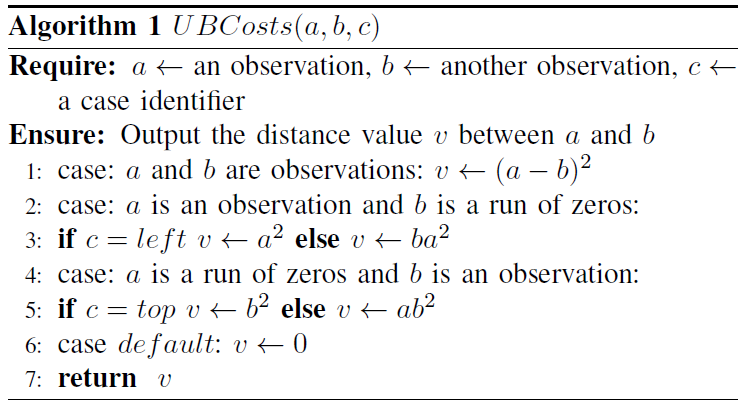 Algorithm 1 UBCosts(a, b, c)
Require: a ← an observation, b ← another observation, c ←
a case identifier
Ensure: Output the distance value v between a and b
1: case: a and b are observations: v ← (a − b)²
2: case: a is an observation and b is a run of zeros:
3: if c = left v ← a² else v ← ba²
4: case: a is a run of zeros and b is an observation:
5: if c = top v ← b² else v ← ab²
6: case default: v ← 0
7: return v